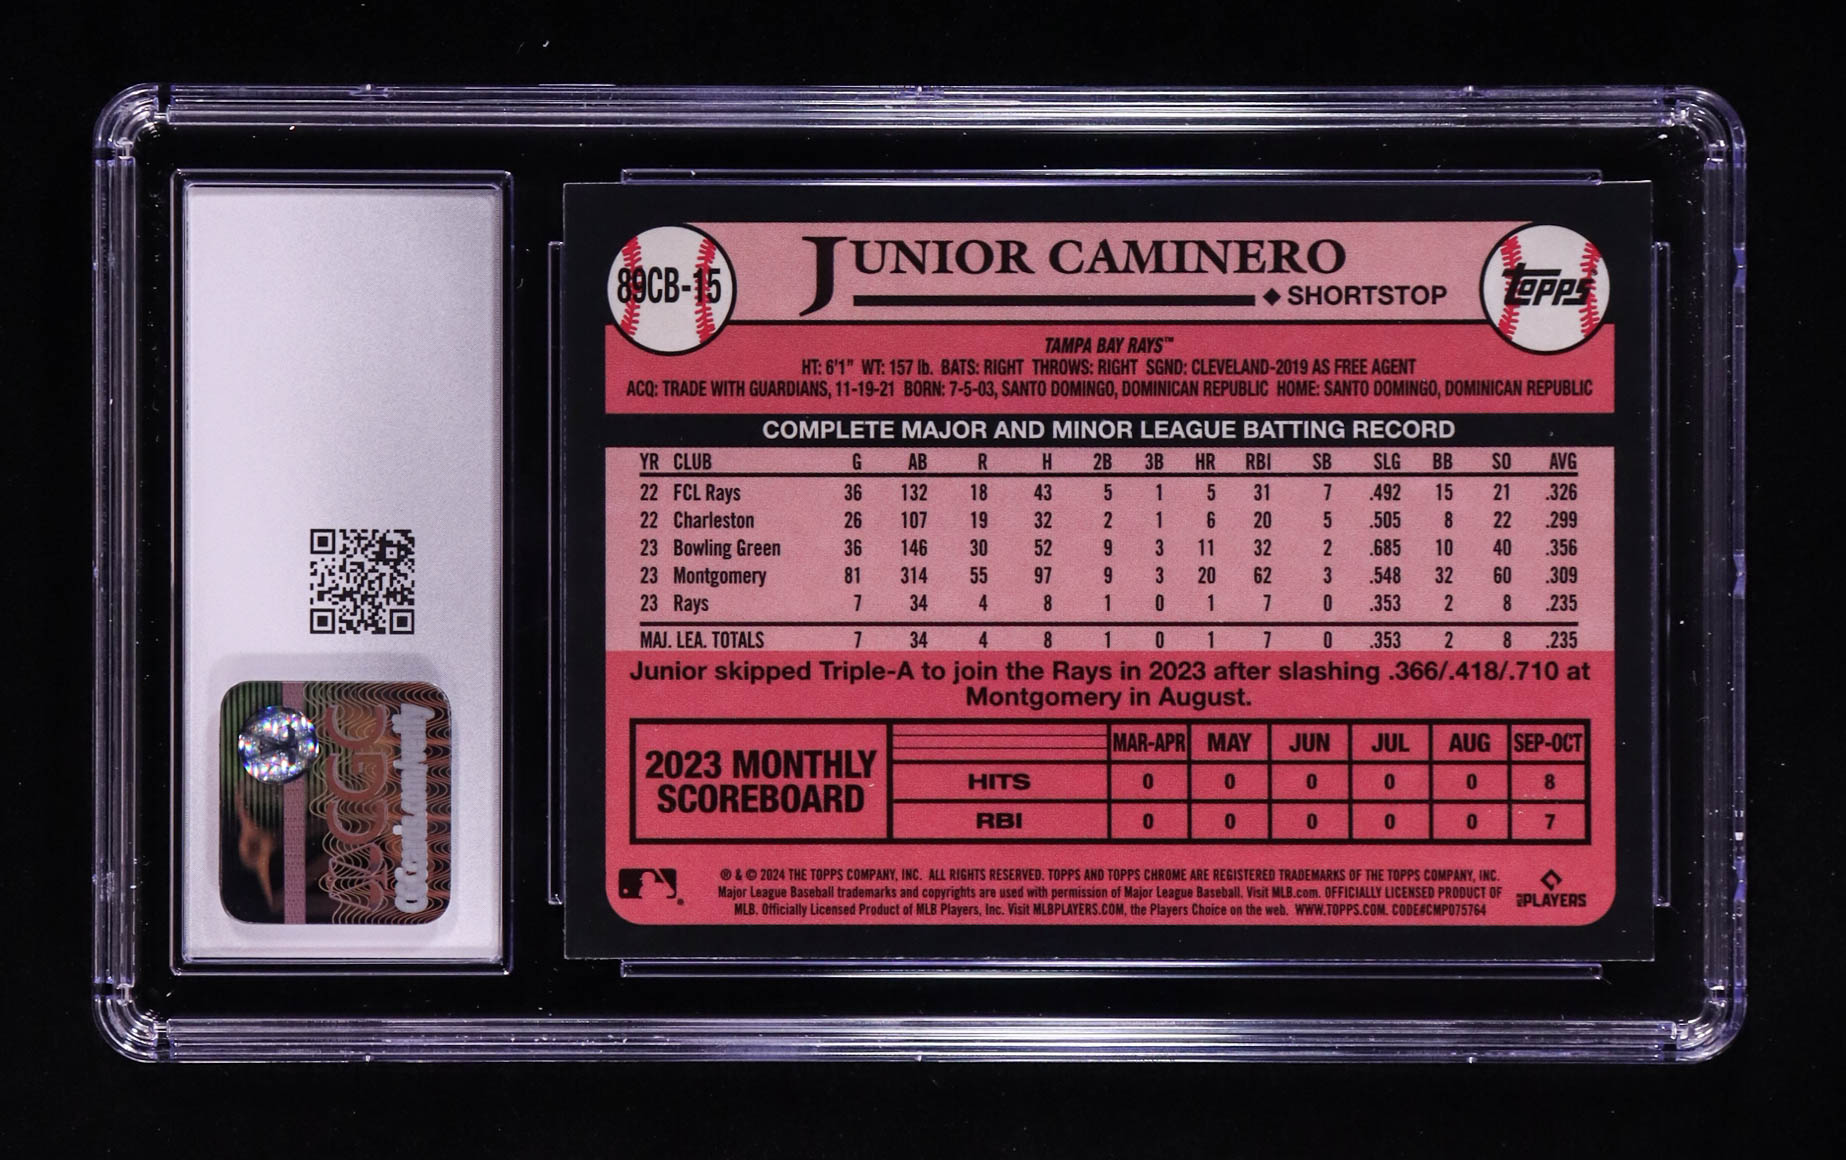 89CB-15
JUNIOR CAMINERO
◆ SHORTSTOP
TOPPS
TAMPA BAY RAYS™
HT: 6'1" WT: 157 lb. BATS: RIGHT THROWS: RIGHT SGND: CLEVELAND-2019 AS FREE AGENT
ACQ: TRADE WITH GUARDIANS, 11-19-21 BORN: 7-5-03, SANTO DOMINGO, DOMINICAN REPUBLIC HOME: SANTO DOMINGO, DOMINICAN REPUBLIC
COMPLETE MAJOR AND MINOR LEAGUE BATTING RECORD
YR CLUB G AB R H 2B 3B HR RBI SB SLG BB SO AVG
22 FCL Rays 36 132 18 43 5 1 5 31 7 .492 15 21 .326
22 Charleston 26 107 19 32 2 1 6 20 5 .505 8 22 .299
23 Bowling Green 36 146 30 52 9 3 11 32 2 .685 10 40 .356
23 Montgomery 81 314 55 97 9 3 20 62 3 .548 32 60 .309
23 Rays 7 34 4 8 1 0 1 7 0 .353 2 8 .235
MAJ. LEA. TOTALS 7 34 4 8 1 0 1 7 0 .353 2 8 .235
Junior skipped Triple-A to join the Rays in 2023 after slashing .366/.418/.710 at
Montgomery in August.
2023 MONTHLY
SCOREBOARD
MAR-APR MAY JUN JUL AUG SEP-OCT
HITS 0 0 0 0 0 8
RBI 0 0 0 0 0 7
® & © 2024 THE TOPPS COMPANY, INC. ALL RIGHTS RESERVED. TOPPS AND TOPPS CHROME ARE REGISTERED TRADEMARKS OF THE TOPPS COMPANY, INC.
Major League Baseball trademarks and copyrights are used with permission of Major League Baseball. Visit MLB.com. OFFICIALLY LICENSED PRODUCT OF
MLB. Officially Licensed Product of MLB Players, Inc. Visit MLBPLAYERS.COM, the Players Choice on the web. WWW.TOPPS.COM. CODE#CMP075764
MLB PLAYERS
CGC